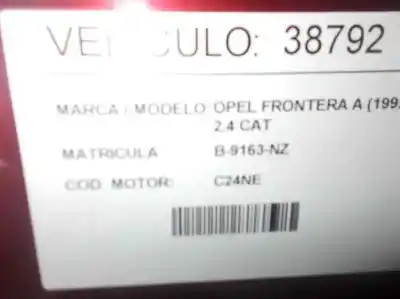 VEHICULO: 38792
MARCA / MODELO OPEL FRONTERA A (199
2.4 CAT
MATRICULA B-9163-NZ
COD. MOTOR: C24NE